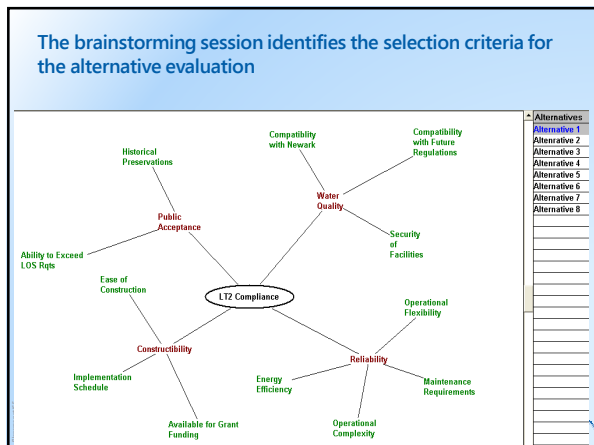 The brainstorming session identifies the selection criteria for
the alternative evaluation
Compatiblity
with Newark
Compatibility
with Future
Regulations
Historical
Preservations
Water
Quality
Public
Acceptance
Security
of
Facilities
Ability to Exceed
LOS Rqts
Ease of
Construction
LT2 Compliance
Operational
Flexibility
Constructibility
Reliability
Implementation
Schedule
Energy
Efficiency
Maintenance
Requirements
Available for Grant
Funding
Operational
Complexity
Alternatives
Alternative 1
Alternative 2
Alternative 3
Alternative 4
Alternative 5
Alternative 6
Alternative 7
Alternative 8